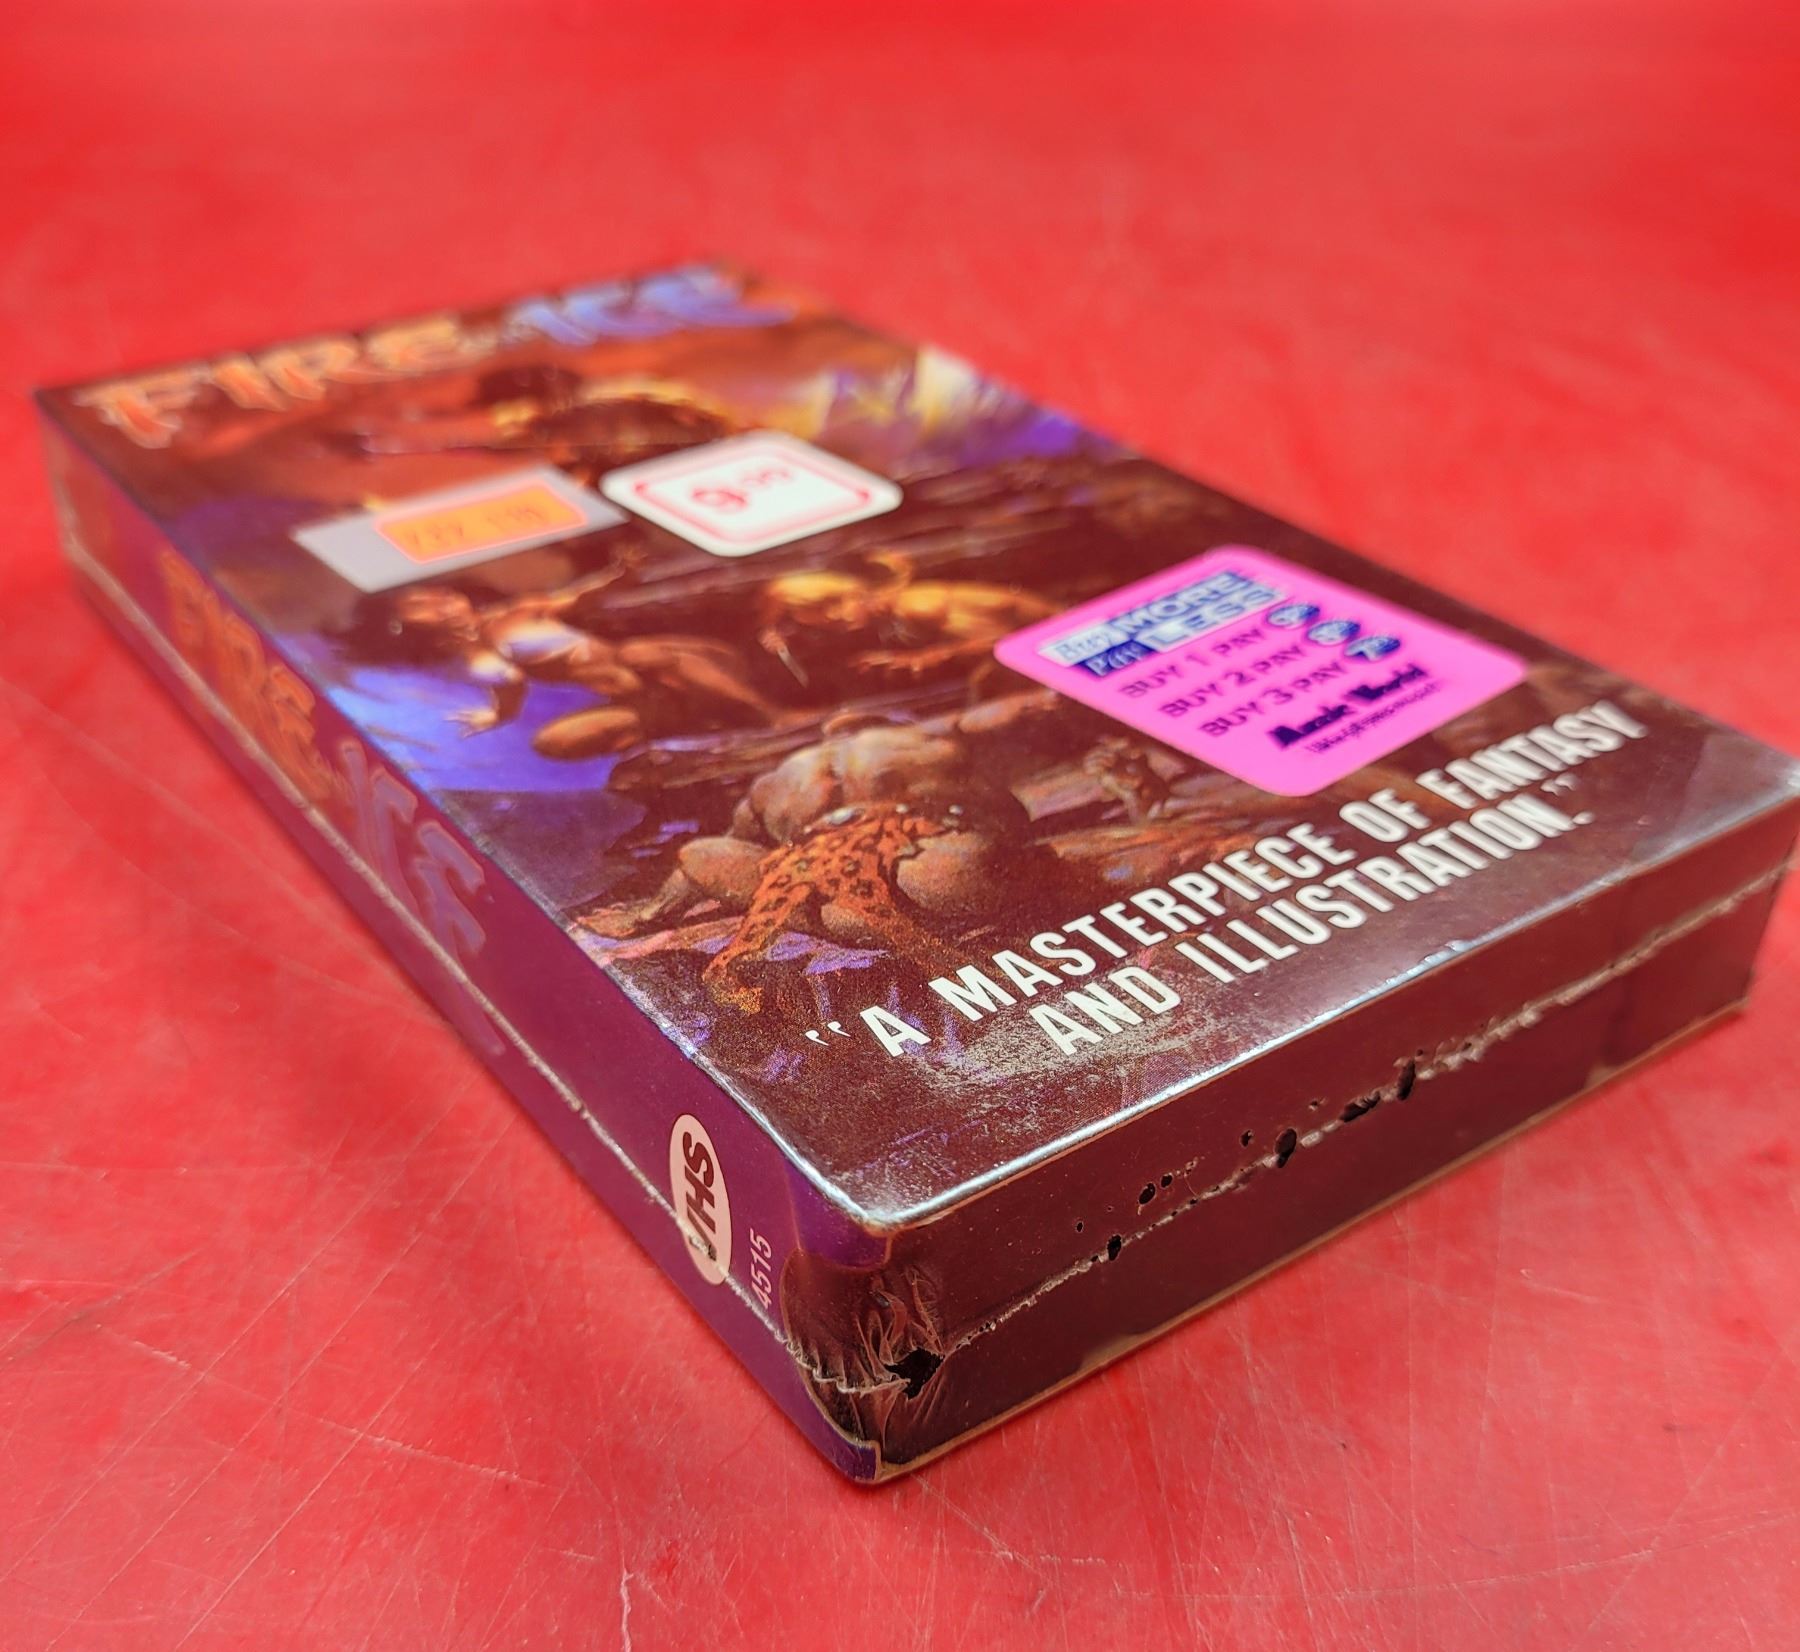 FIRE AND ICE
9.99
Buy MORE
Pay LESS
BUY 1 PAY
BUY 2 PAY
BUY 3 PAY
"A MASTERPIECE OF FANTASY
AND ILLUSTRATION."
FIRE AND ICE
VHS
4515